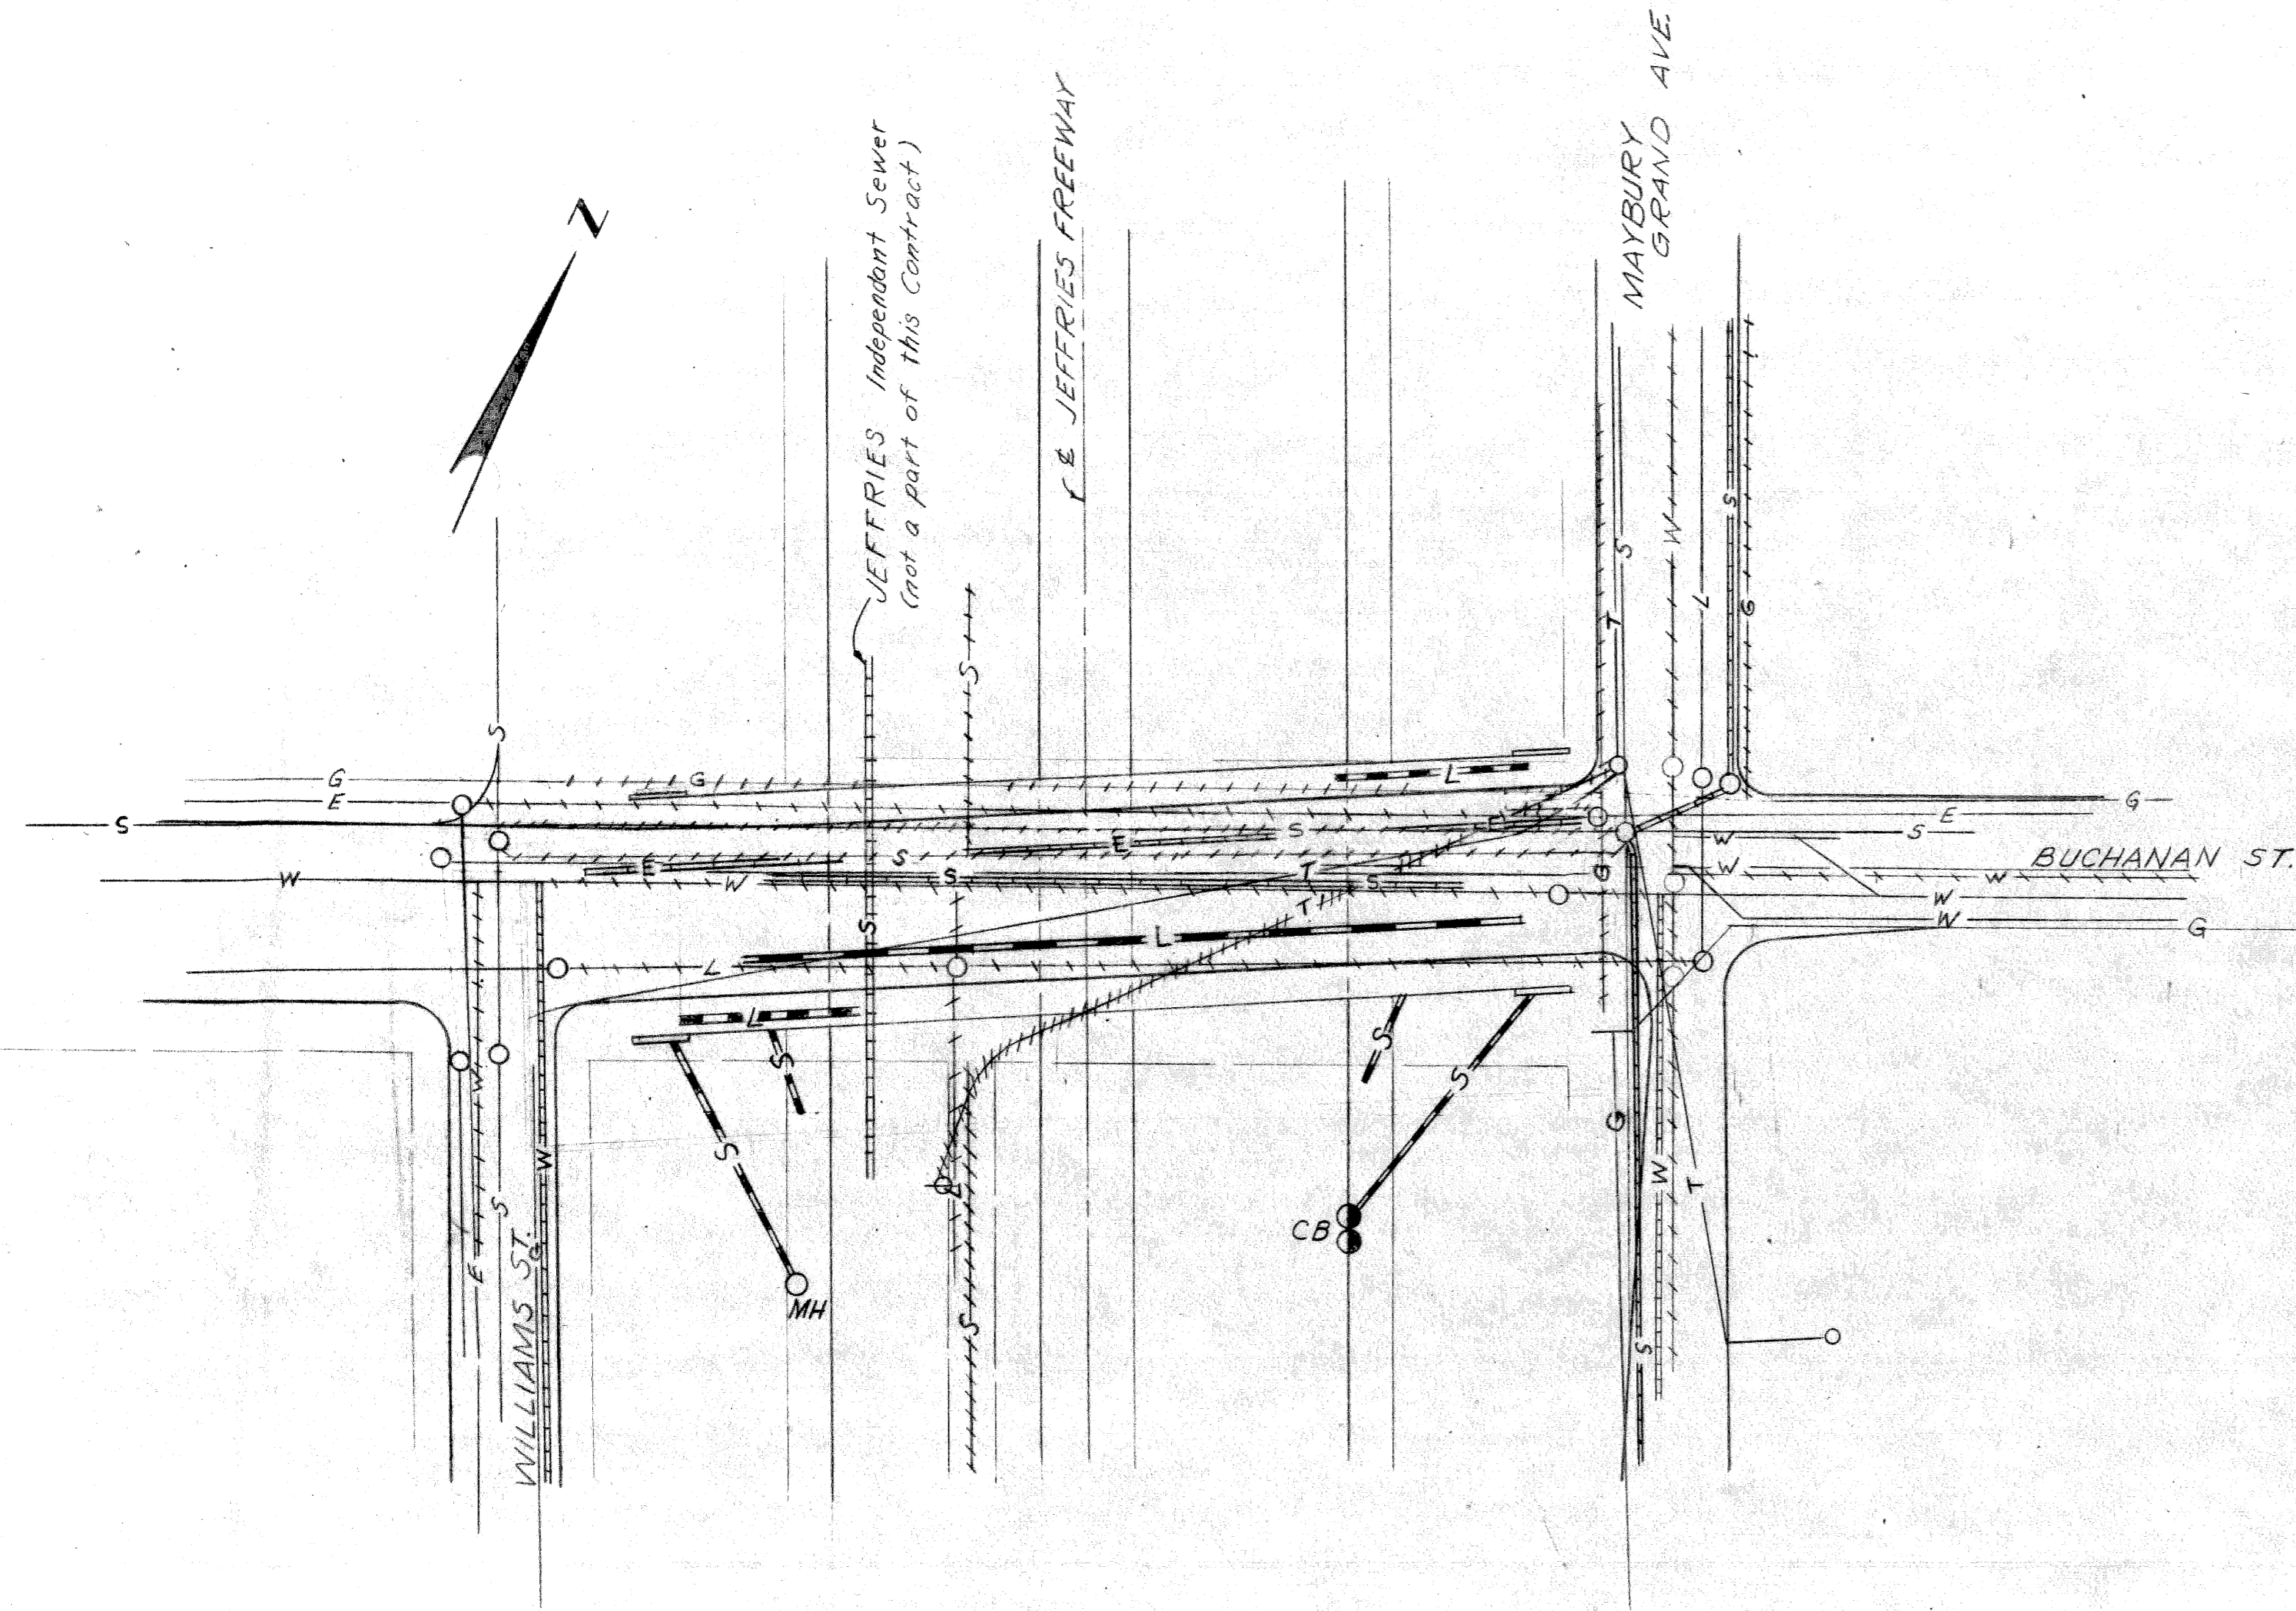 N
JEFFRIES Independant Sewer
(not a part of this Contract)
℄ JEFFRIES FREEWAY
MAYBURY
GRAND AVE.
S
W
T
S
L
G
S
S
G
E
S
G
L
G
E
S
E
S
E
S
W
BUCHANAN ST.
W
E
W
S
S
S
T
T
G
W
W
W
W
G
L
S
L
L
S
S
S
S
W
W
S
E
G
WILLIAMS ST.
E
S
MH
CB
G
W
T
S